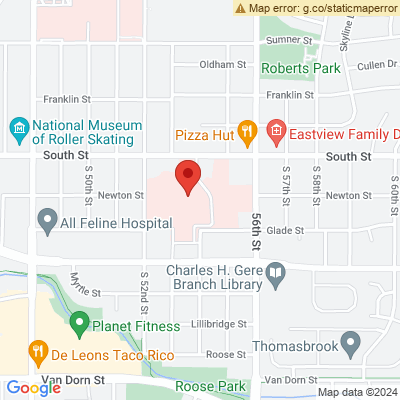 Map error: g.co/staticmaperror
Sumner St
Skyline Dr
Oldham St
Roberts Park
Cullen Dr
Franklin St
Franklin St
National Museum
of Roller Skating
Pizza Hut
Eastview Family D
South St
South St
S 50th St
Newton St
Newton St
S 57th St
S 58th St
S 60th St
All Feline Hospital
56th St
Glade St
Charles H. Gere
Branch Library
Myrtle St
S 52nd St
Planet Fitness
Lillibridge St
De Leons Taco Rico
Roose St
Thomasbrook
Van Dorn St
Roose Park
Van Dorn St
Google
Map data ©2024